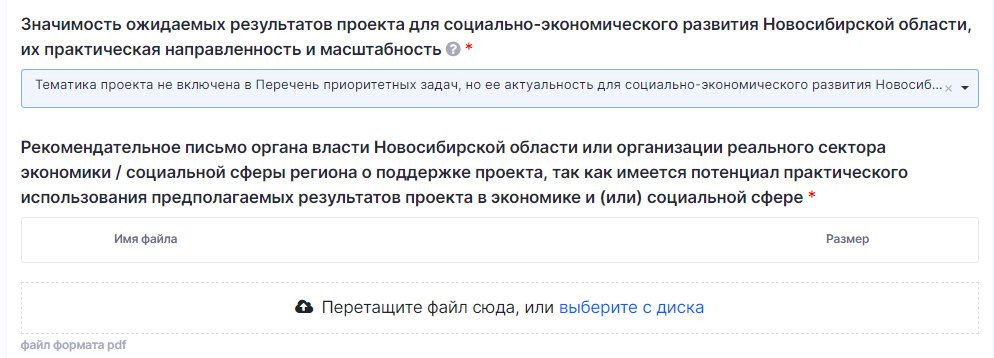 Значимость ожидаемых результатов проекта для социально-экономического развития Новосибирской области,
их практическая направленность и масштабность ? *
Тематика проекта не включена в Перечень приоритетных задач, но ее актуальность для социально-экономического развития Новосиб... ×
Рекомендательное письмо органа власти Новосибирской области или организации реального сектора
экономики / социальной сферы региона о поддержке проекта, так как имеется потенциал практического
использования предполагаемых результатов проекта в экономике и (или) социальной сфере *
Имя файла Размер
Перетащите файл сюда, или выберите с диска
файл формата pdf